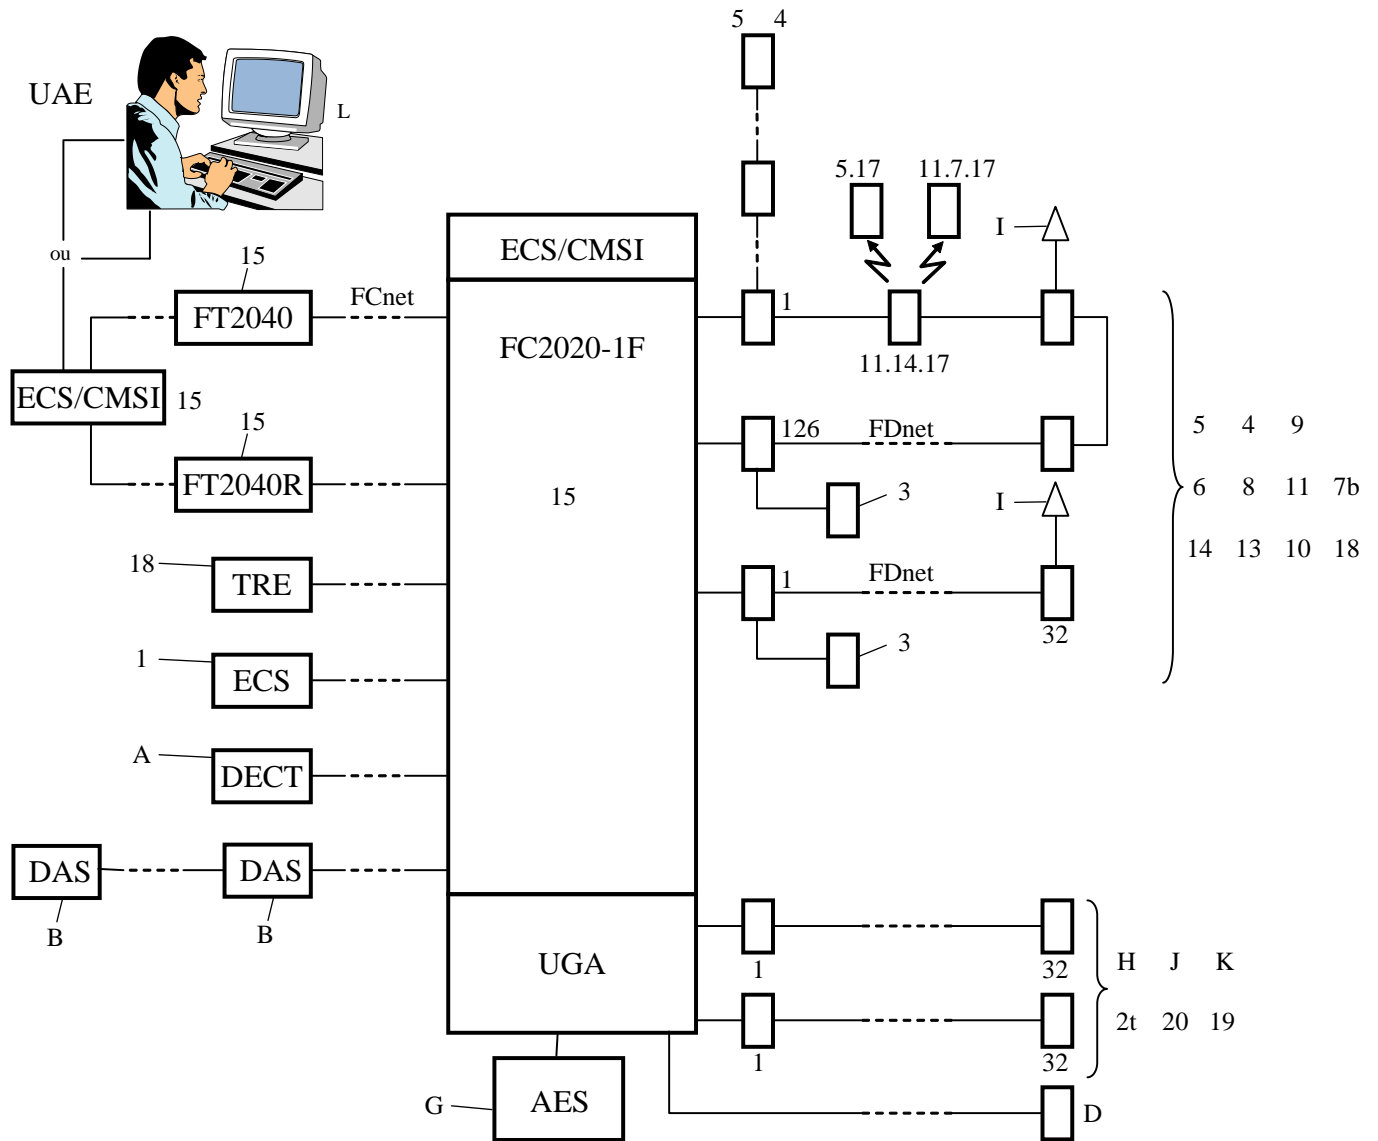 5 4
UAE
L
5.17 11.7.17
I
ou
15
ECS/CMSI
FCnet
FT2040
1
FC2020-1F
11.14.17
ECS/CMSI 15
15
126 FDnet
5 4 9
FT2040R
15
3
I
6 8 11 7b
14 13 10 18
18
TRE
1
FDnet
32
3
1
ECS
A
DECT
DAS
DAS
B
B
UGA
1
32
H J K
2t 20 19
1
32
G
AES
D